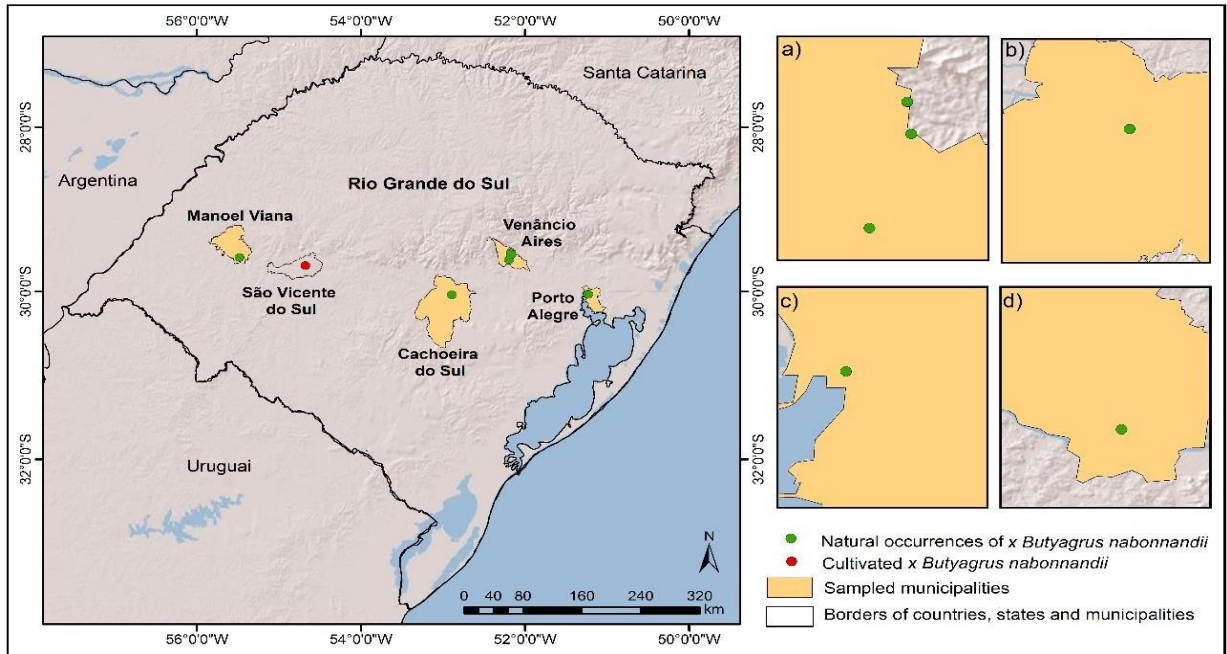 56°0'0"W
54°0'0"W
52°0'0"W
50°0'0"W
28°0'0"S
30°0'0"S
32°0'0"S
Santa Catarina
Argentina
Rio Grande do Sul
Manoel Viana
Venâncio
Aires
São Vicente
do Sul
Porto
Alegre
Cachoeira
do Sul
Uruguai
N
0 40 80 160 240 320
km
28°0'0"S
30°0'0"S
32°0'0"S
56°0'0"W
54°0'0"W
52°0'0"W
50°0'0"W
a)
b)
c)
d)
Natural occurrences of x Butyagrus nabonnandii
Cultivated x Butyagrus nabonnandii
Sampled municipalities
Borders of countries, states and municipalities